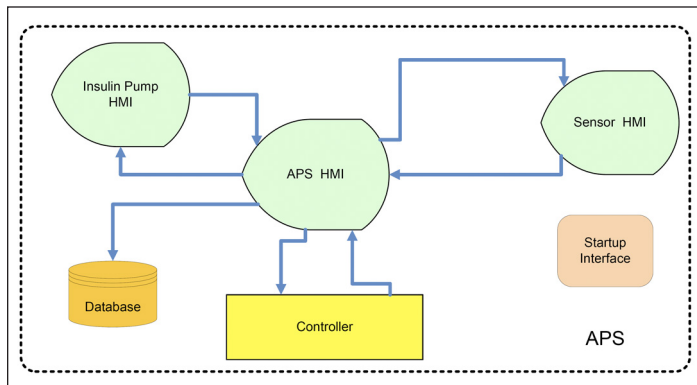 Insulin Pump
HMI
Sensor HMI
APS HMI
Startup
Interface
Database
Controller
APS